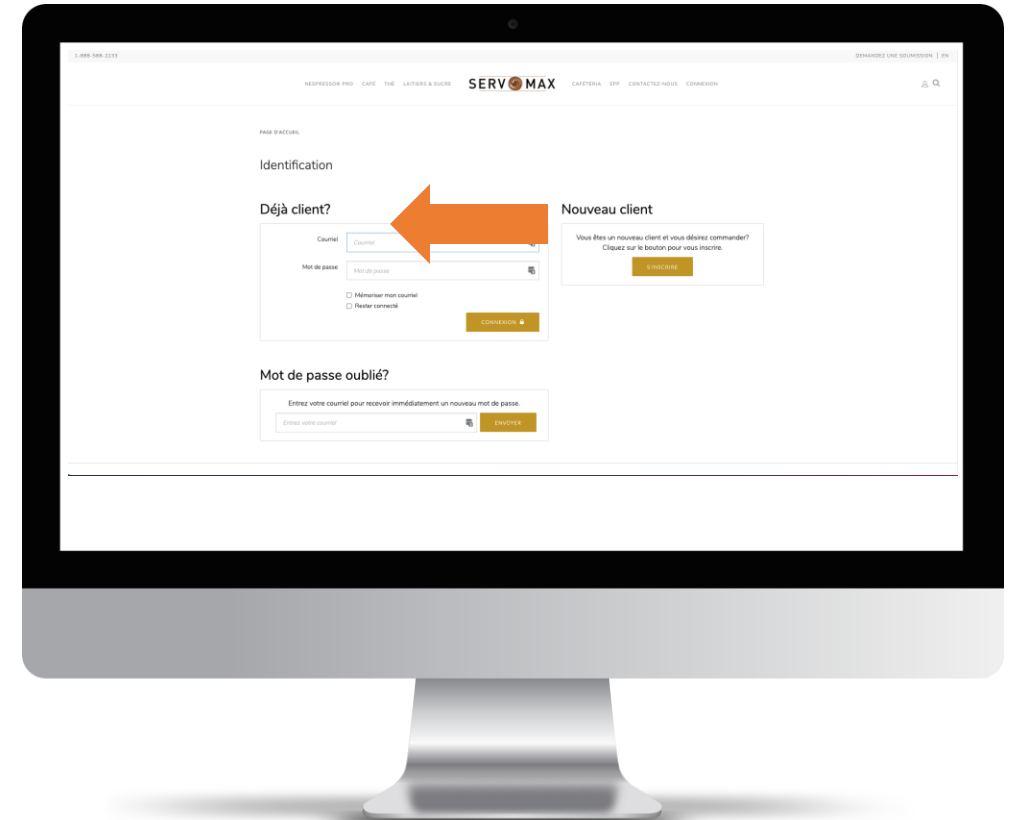 1-888-588-2233
DEMANDEZ UNE SOUMISSION | EN
NESPRESSOR PRO CAFÉ THÉ LAITIERS & SUCRE SERV MAX CAFÉTÉRIA EPP CONTACTEZ-NOUS CONNEXION
PAGE D'ACCUEIL
Identification
Déjà client?
Courriel Courriel
Mot de passe Mot de passe
Mémoriser mon courriel
Rester connecté
CONNEXION
Nouveau client
Vous êtes un nouveau client et vous désirez commander?
Cliquez sur le bouton pour vous inscrire.
S'INSCRIRE
Mot de passe oublié?
Entrez votre courriel pour recevoir immédiatement un nouveau mot de passe.
Entrez votre courriel ENVOYER